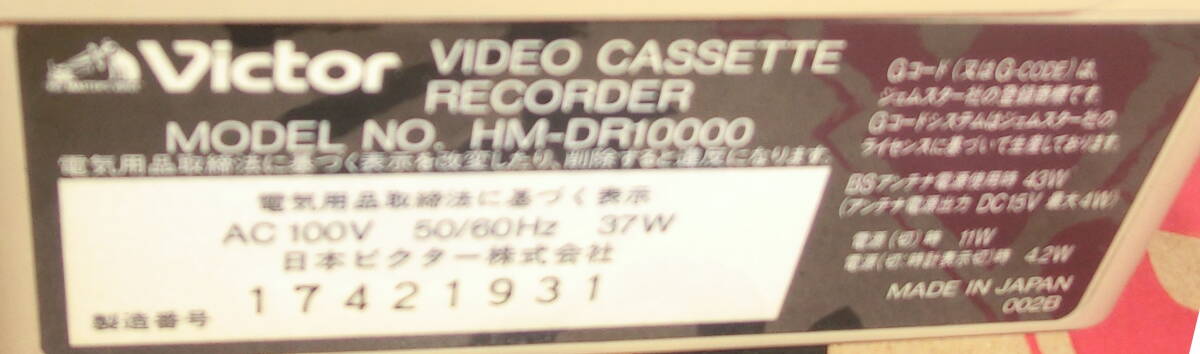 Victor VIDEO CASSETTE
RECORDER
MODEL NO. HM-DR10000
電気用品取締法に基づく表示を改変したり、削除すると違反になります。
電気用品取締法に基づく表示
AC 100V 50/60Hz 37W
日本ビクター株式会社
製造番号 17421931
Gコード (又はG-CODE) は、
ジェムスター社の登録商標です。
Gコードシステムはジェムスター社の
ライセンスに基づいて生産しております。
BSアンテナ電源使用時 43W
(アンテナ電源出力 DC15V 最大4W)
電源 (切) 時 11W
電源 (切:時計表示切) 時 4.2W
MADE IN JAPAN
002B